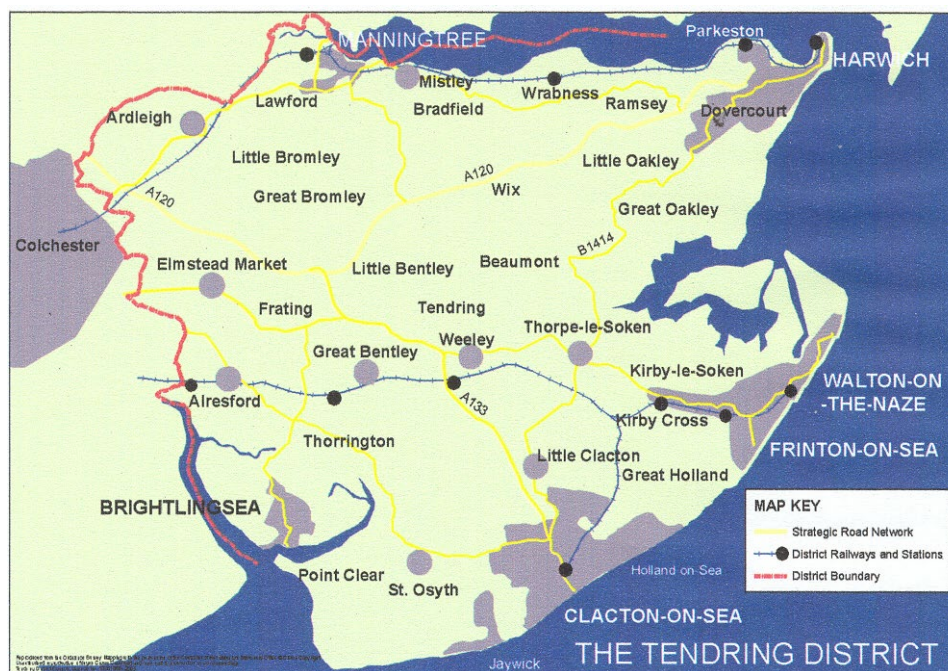 MANNINGTREE
Parkeston
HARWICH
Mistley
Wrabness
Lawford
Bradfield
Ramsey
Dovercourt
Ardleigh
Little Bromley
Little Oakley
A120
A120
Great Bromley
Wix
Great Oakley
Colchester
B1414
Elmstead Market
Little Bentley
Beaumont
Frating
Tendring
Thorpe-le-Soken
Weeley
Great Bentley
Kirby-le-Soken
WALTON-ON
-THE-NAZE
Alresford
A133
Kirby Cross
Thorrington
FRINTON-ON-SEA
Little Clacton
Great Holland
BRIGHTLINGSEA
MAP KEY
Strategic Road Network
District Railways and Stations
District Boundary
Holland-on-Sea
Point Clear
St. Osyth
CLACTON-ON-SEA
THE TENDRING DISTRICT
Jaywick